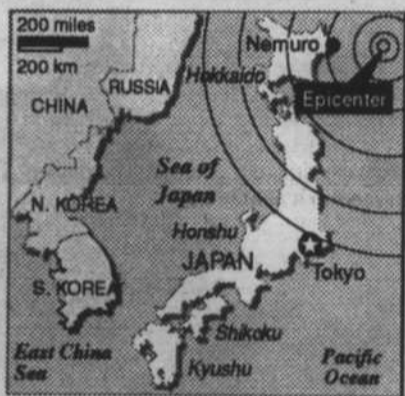 200 miles
200 km
Nemuro
Hokkaido
RUSSIA
CHINA
Epicenter
Sea of
Japan
N. KOREA
Honshu
JAPAN
Tokyo
S. KOREA
Shikoku
East China
Sea
Kyushu
Pacific
Ocean